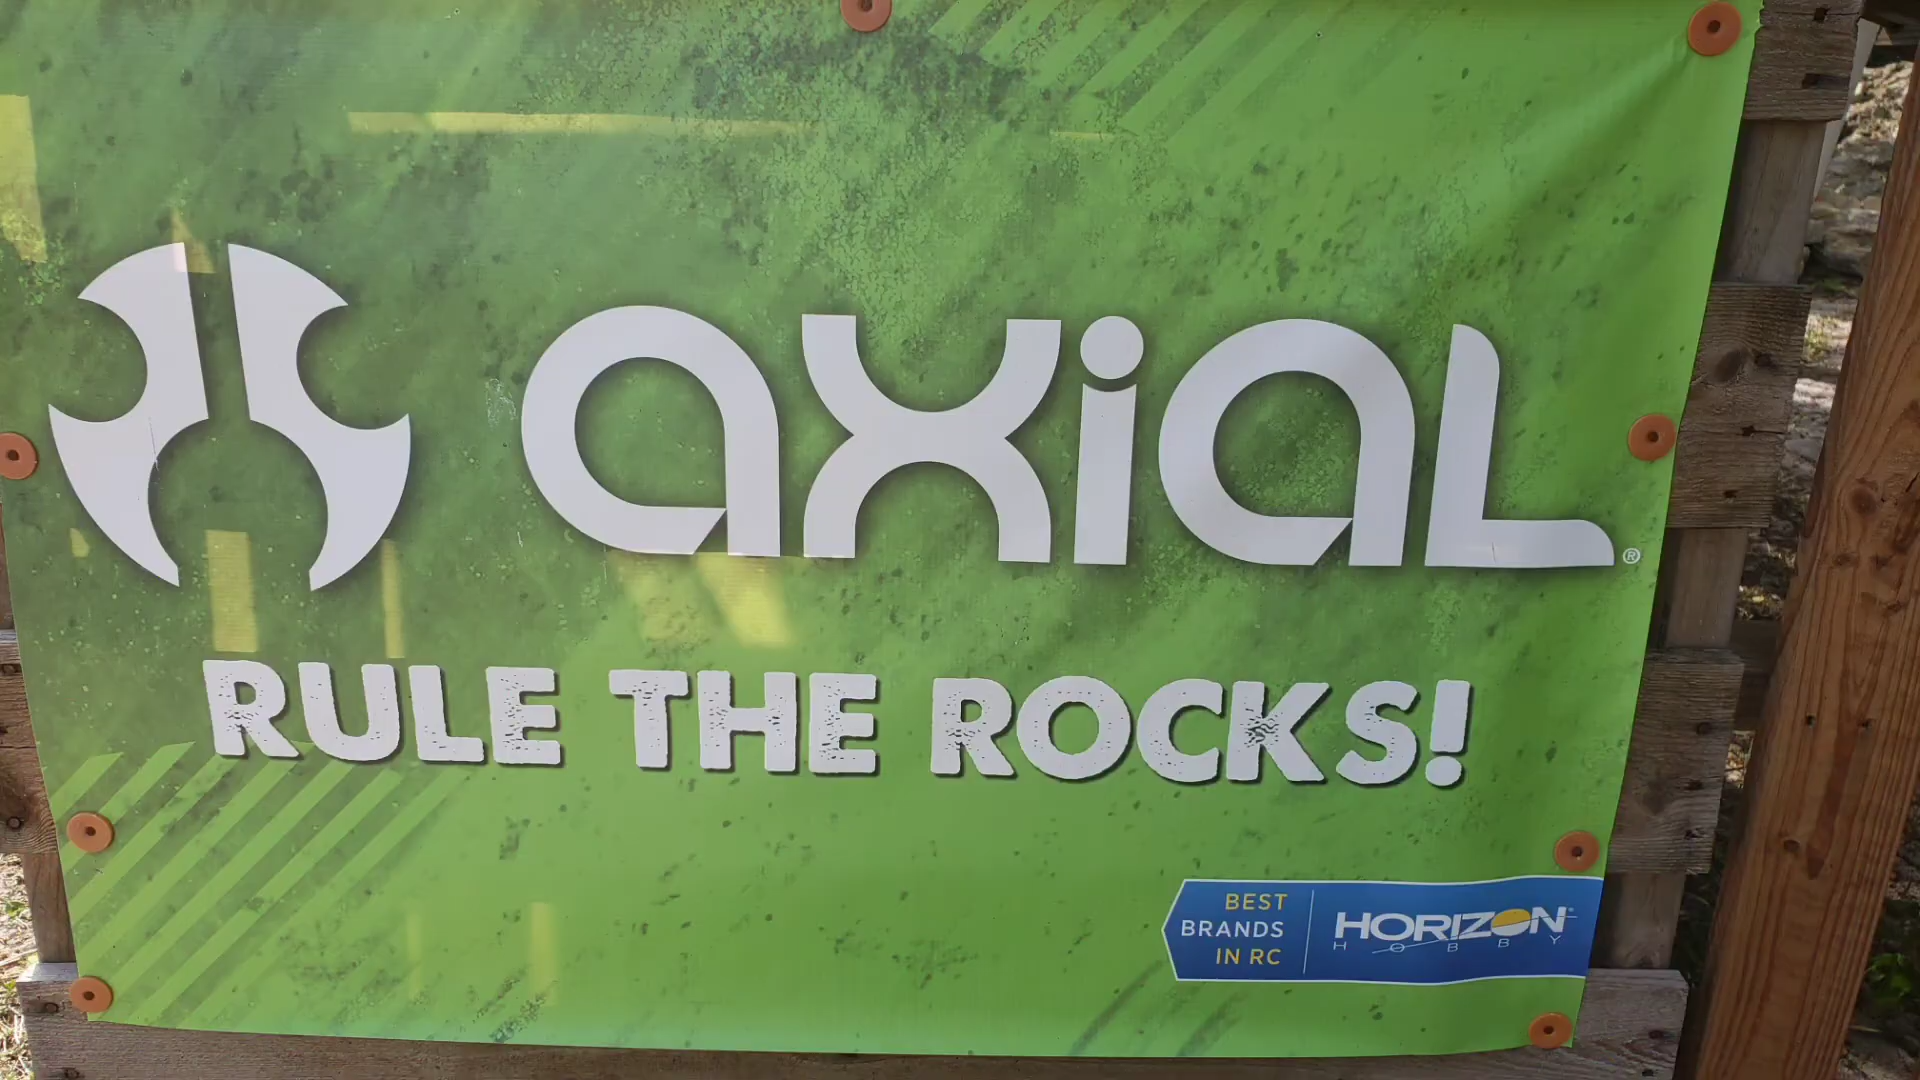 axiaL®
RULE THE ROCKS!
BEST
BRANDS
IN RC
HORIZON®
HOBBY